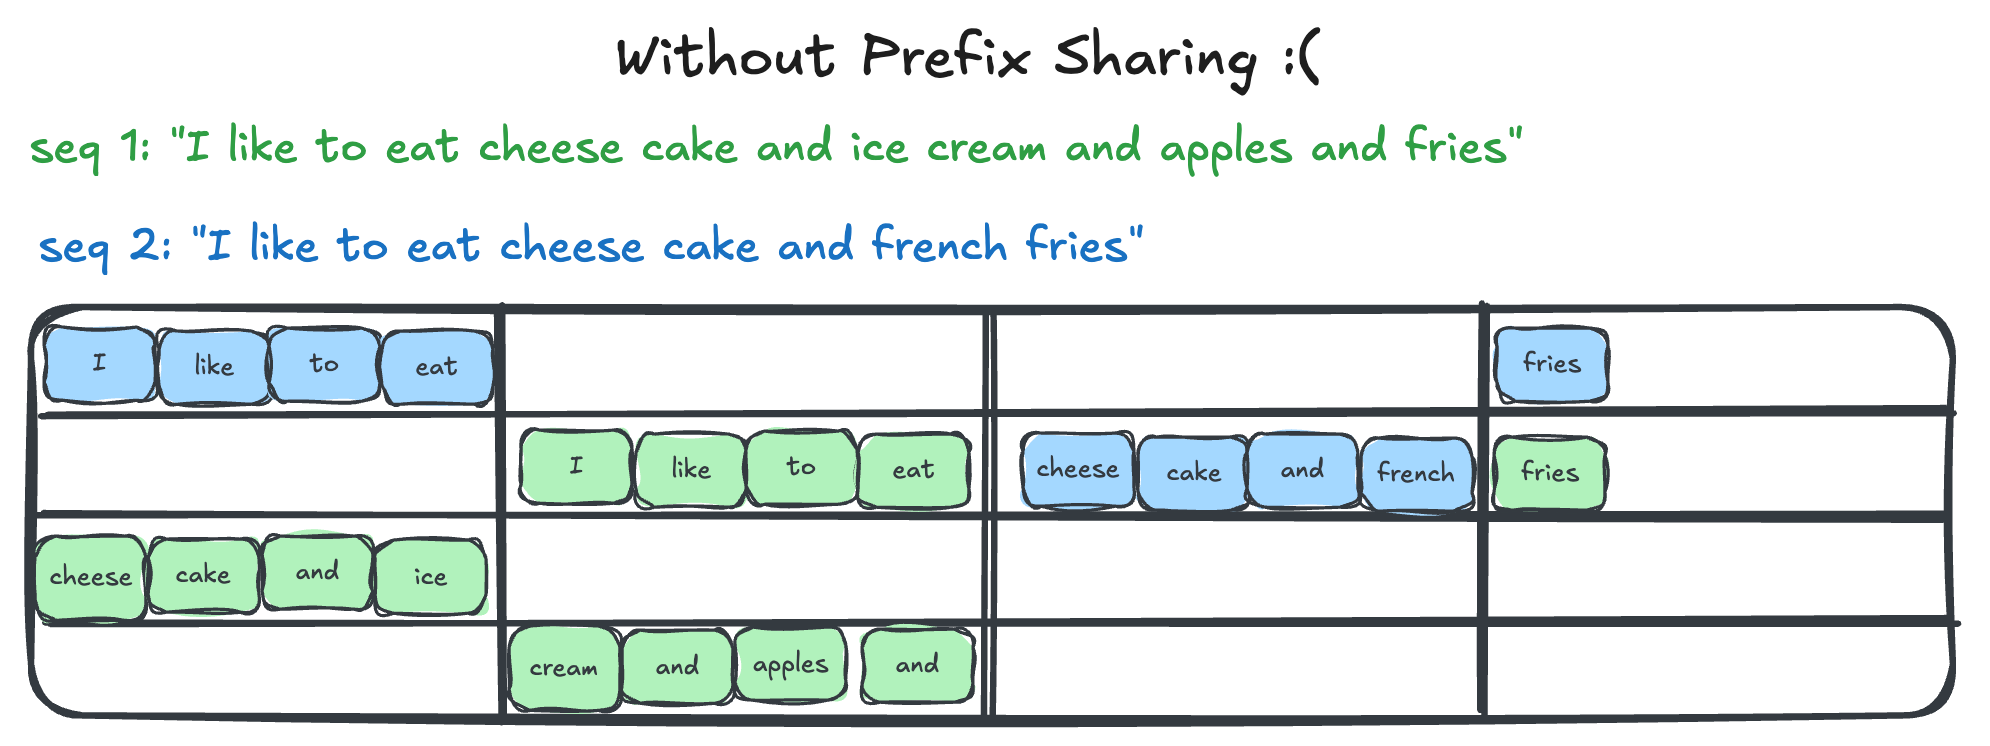 Without Prefix Sharing :(
seq 1: "I like to eat cheese cake and ice cream and apples and fries"
seq 2: "I like to eat cheese cake and french fries"
I like to eat fries
I like to eat cheese cake and french fries
cheese cake and ice
cream and apples and